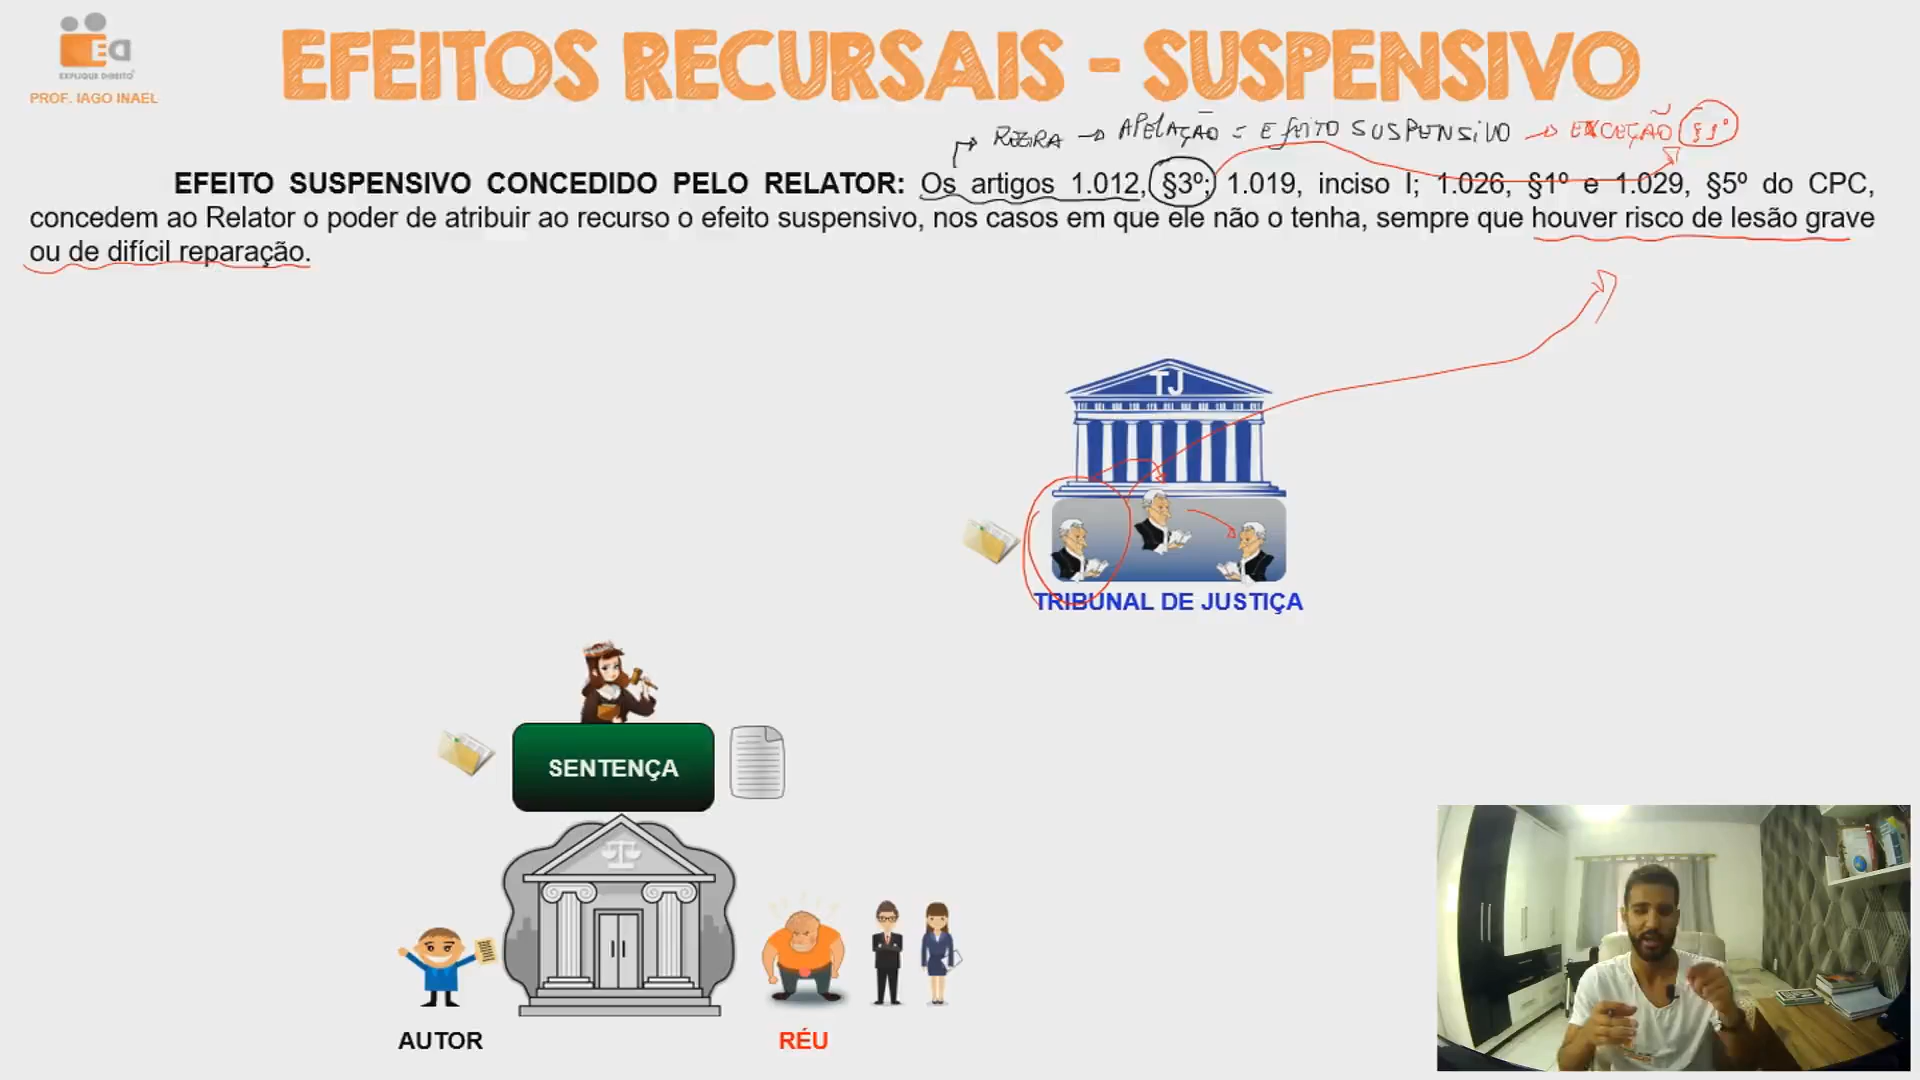 EXPLIQUE DIREITO
PROF. IAGO INAEL
EFEITOS RECURSAIS - SUSPENSIVO
REGRA → APELAÇÃO = EFEITO SUSPENSIVO → EXCEÇÃO §1º
EFEITO SUSPENSIVO CONCEDIDO PELO RELATOR: Os artigos 1.012, §3º; 1.019, inciso I; 1.026, §1º e 1.029, §5º do CPC,
concedem ao Relator o poder de atribuir ao recurso o efeito suspensivo, nos casos em que ele não o tenha, sempre que houver risco de lesão grave
ou de difícil reparação.
TJ
TRIBUNAL DE JUSTIÇA
SENTENÇA
AUTOR
RÉU